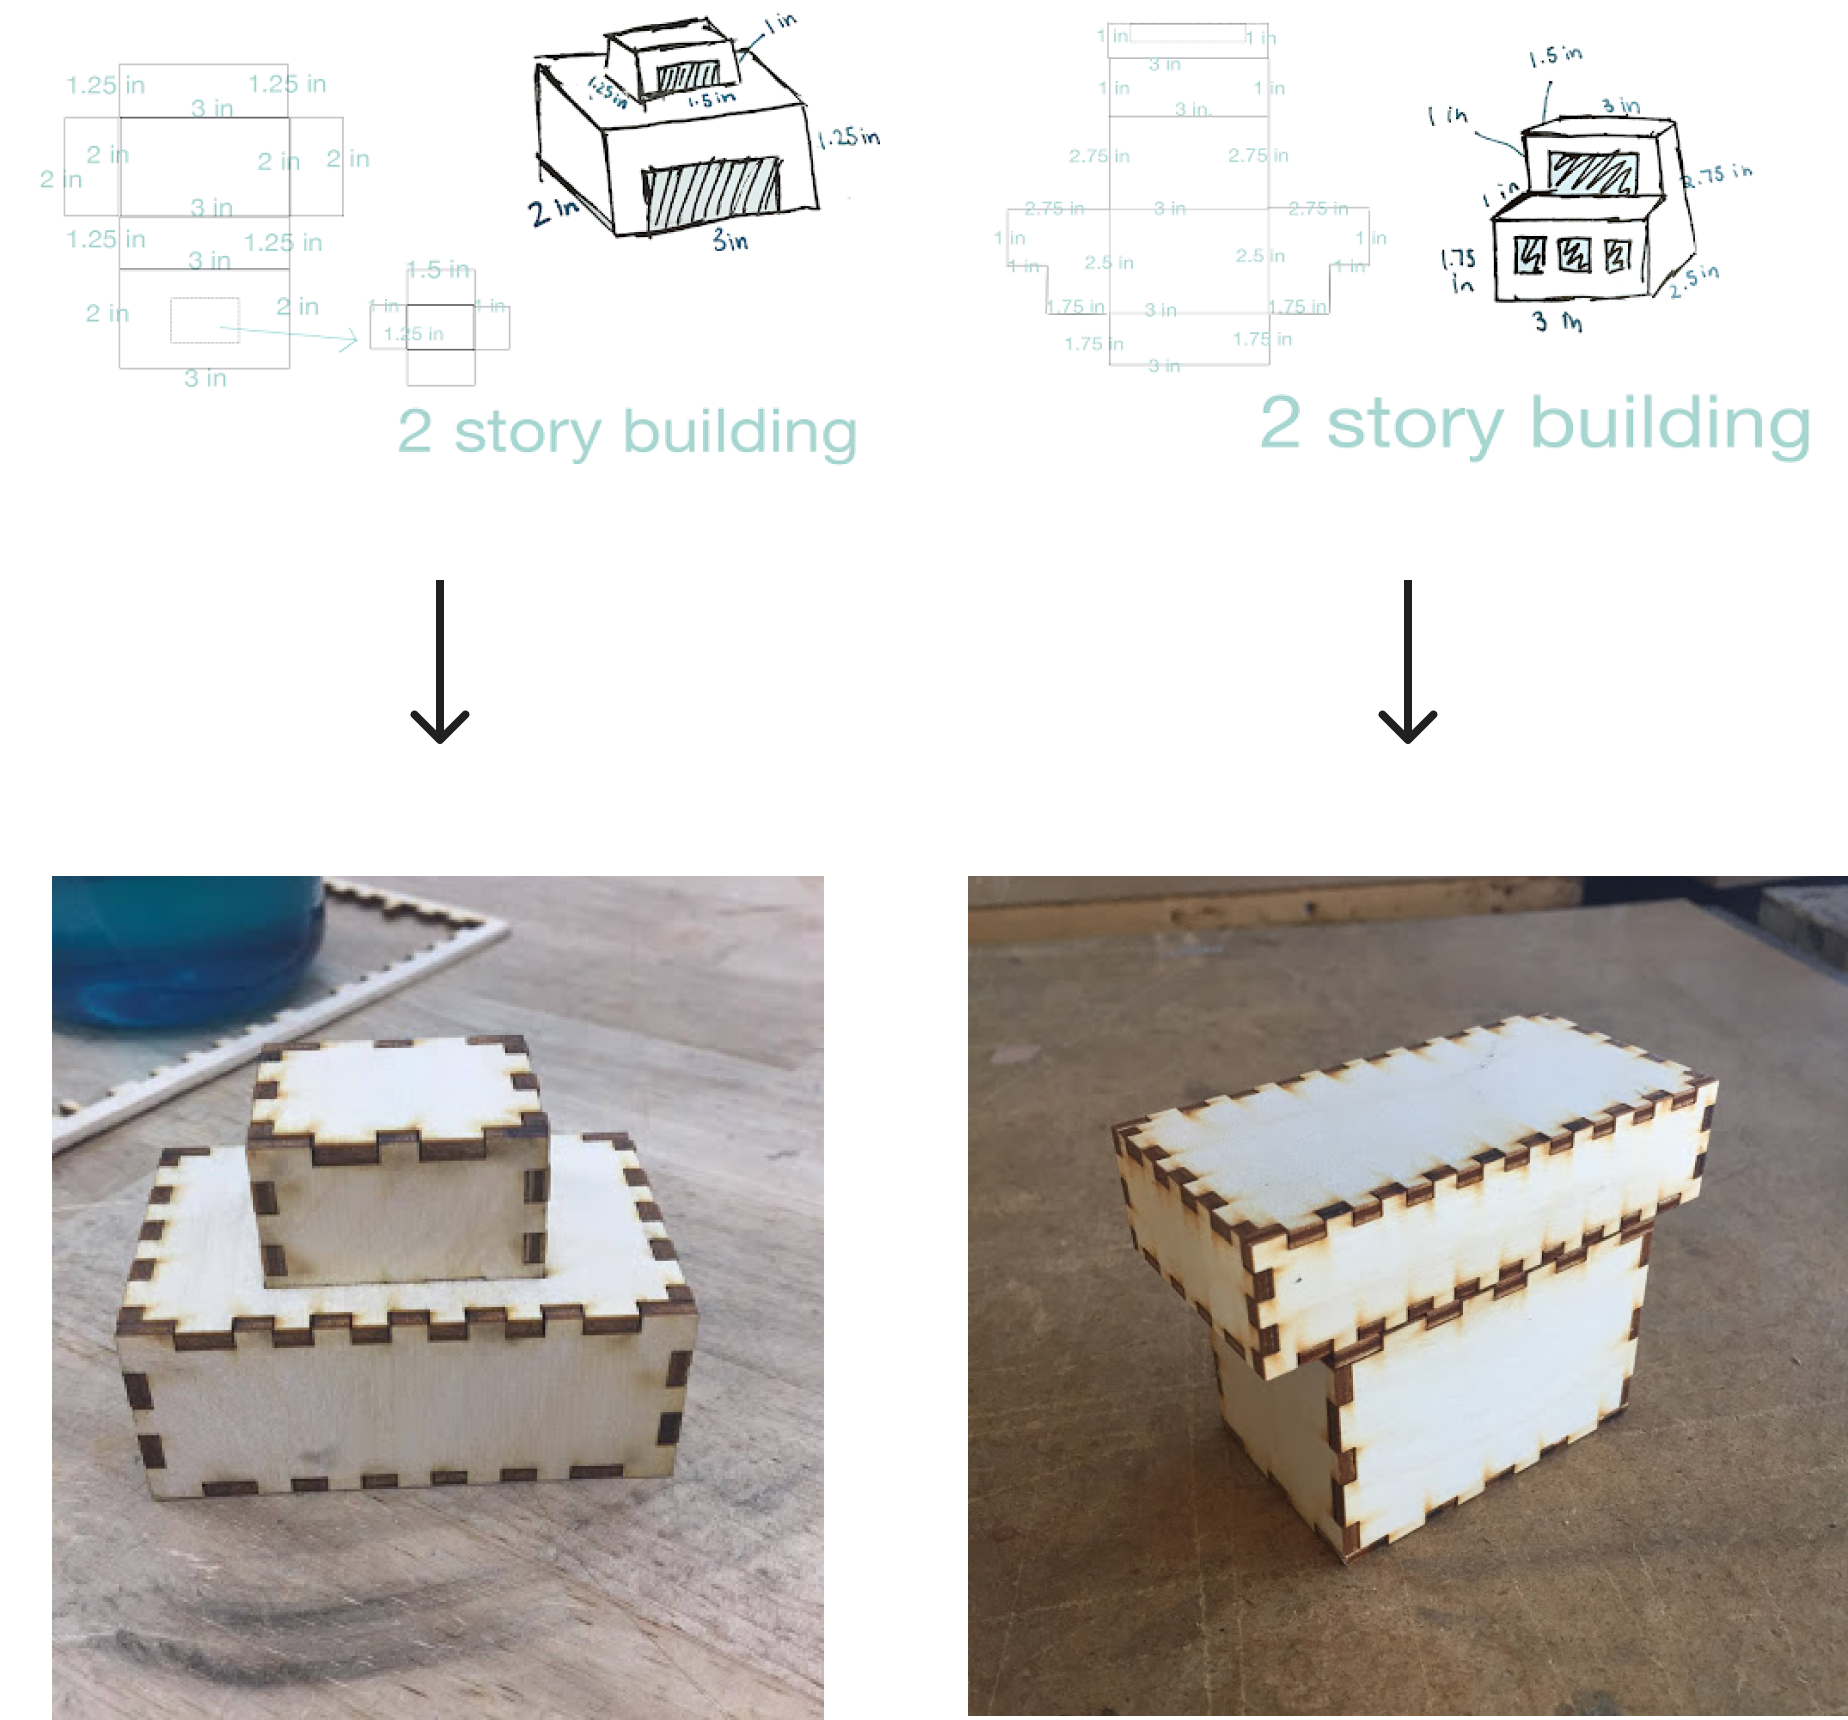 1.25 in 1.25 in
3 in
2 in 2 in 2 in
2 in
3 in
1.25 in 1.25 in
3 in
2 in 2 in
3 in
1.5 in
1 in 1 in
1.25 in
1 in
1.25 in
1.5 in
1.25 in
2 in
3in
2 story building
1 in 1 in
3 in
1 in 1 in
3 in.
2.75 in 2.75 in
2.75 in 3 in 2.75 in
1 in 1 in
1 in 2.5 in 2.5 in 1 in
1.75 in 3 in 1.75 in
1.75 in 1.75 in
3 in
1.5 in
1 in 3 in
1 in 2.75 in
1.75
in
2.5 in
3 in
2 story building